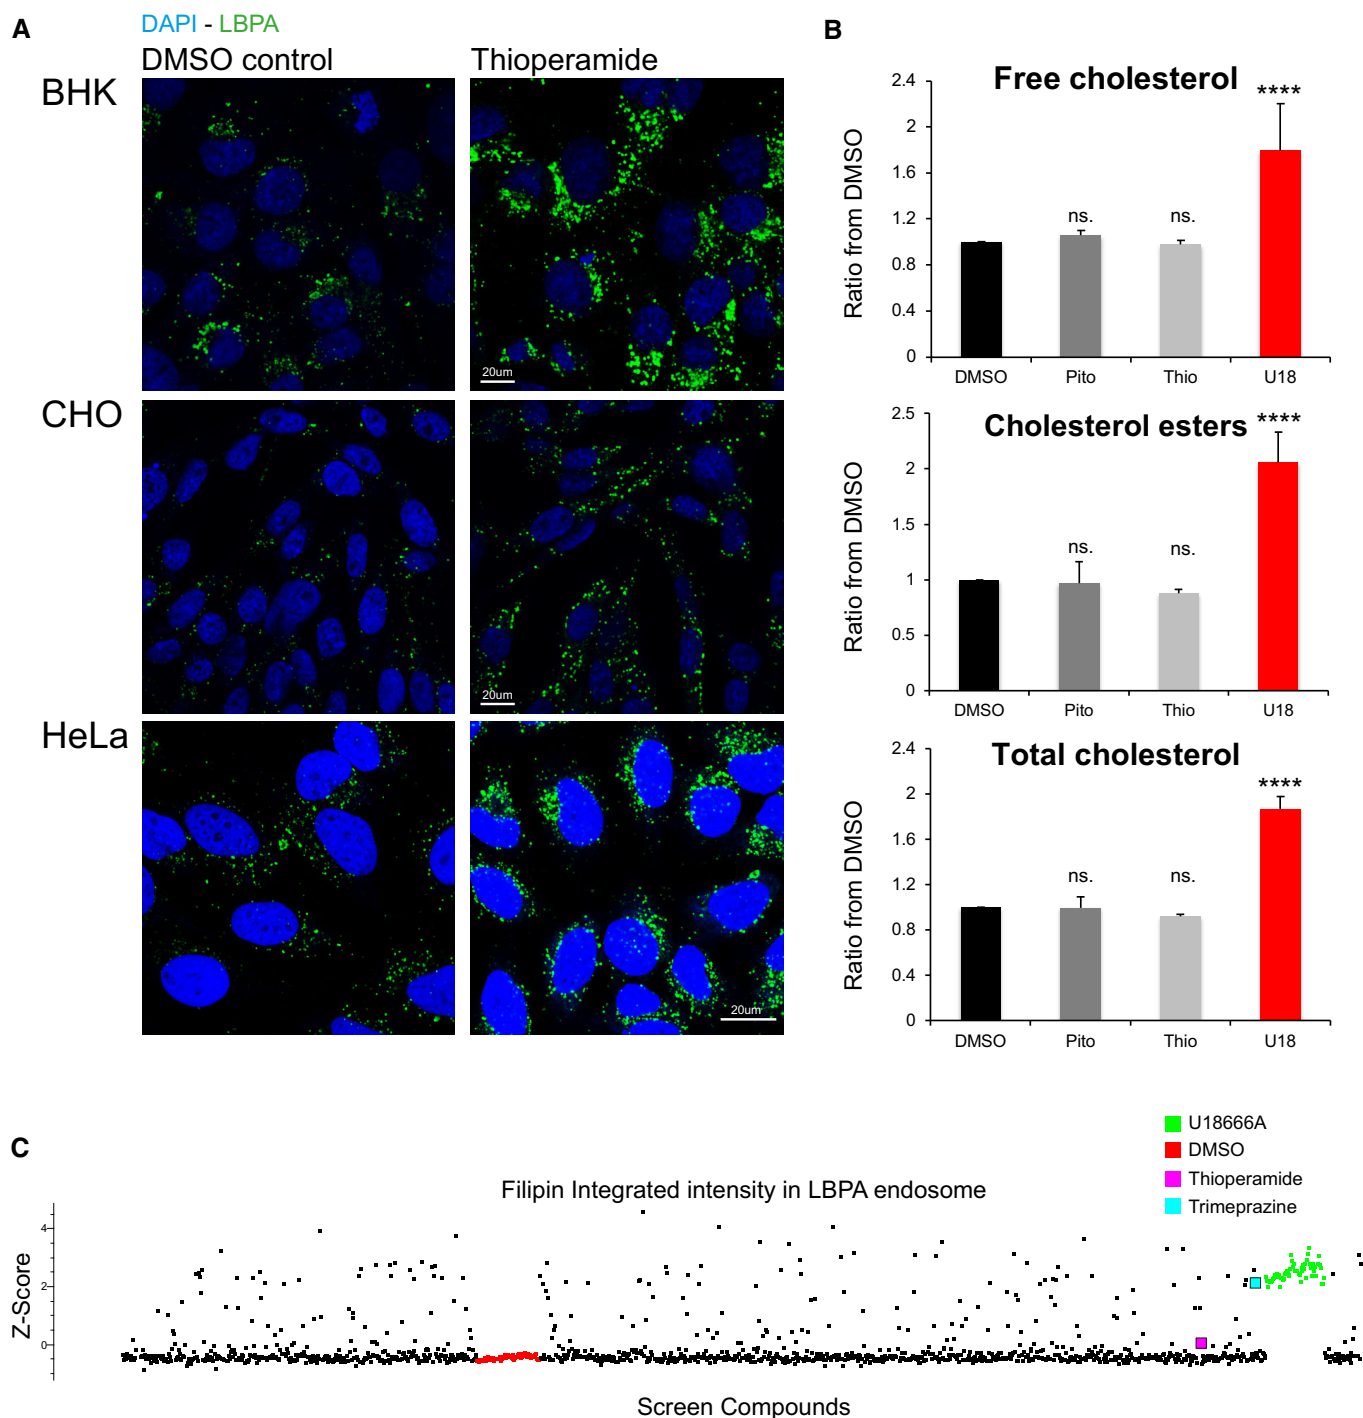 A
DAPI - LBPA
DMSO control
Thioperamide
BHK
20um
CHO
20um
HeLa
20um
B
Free cholesterol
****
ns.
ns.
Ratio from DMSO
2.4
2
1.6
1.2
0.8
0.4
0
DMSO
Pito
Thio
U18
Cholesterol esters
****
ns.
ns.
Ratio from DMSO
2.5
2
1.5
1
0.5
0
DMSO
Pito
Thio
U18
Total cholesterol
****
ns.
ns.
Ratio from DMSO
2.4
2
1.6
1.2
0.8
0.4
0
DMSO
Pito
Thio
U18
C
U18666A
DMSO
Thioperamide
Trimeprazine
Filipin Integrated intensity in LBPA endosome
Z-Score
4
2
0
Screen Compounds